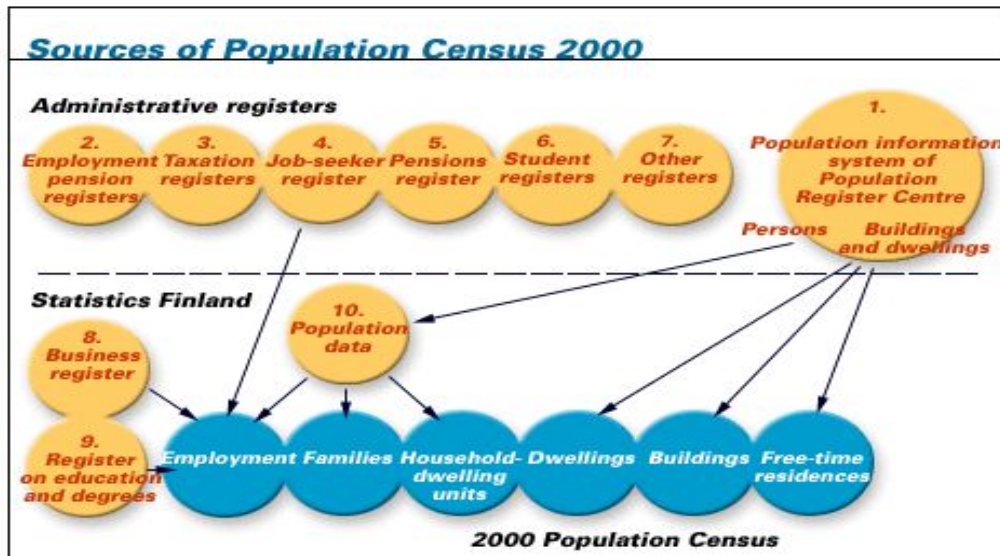 Sources of Population Census 2000
Administrative registers
1.
Population information
system of
Population
Register Centre
Persons
Buildings
and dwellings
2.
Employment
pension
registers
3.
Taxation
registers
4.
Job-seeker
register
5.
Pensions
register
6.
Student
registers
7.
Other
registers
Statistics Finland
8.
Business
register
9.
Register
on education
and degrees
10.
Population
data
Employment
Families
Household-
dwelling
units
Dwellings
Buildings
Free-time
residences
2000 Population Census